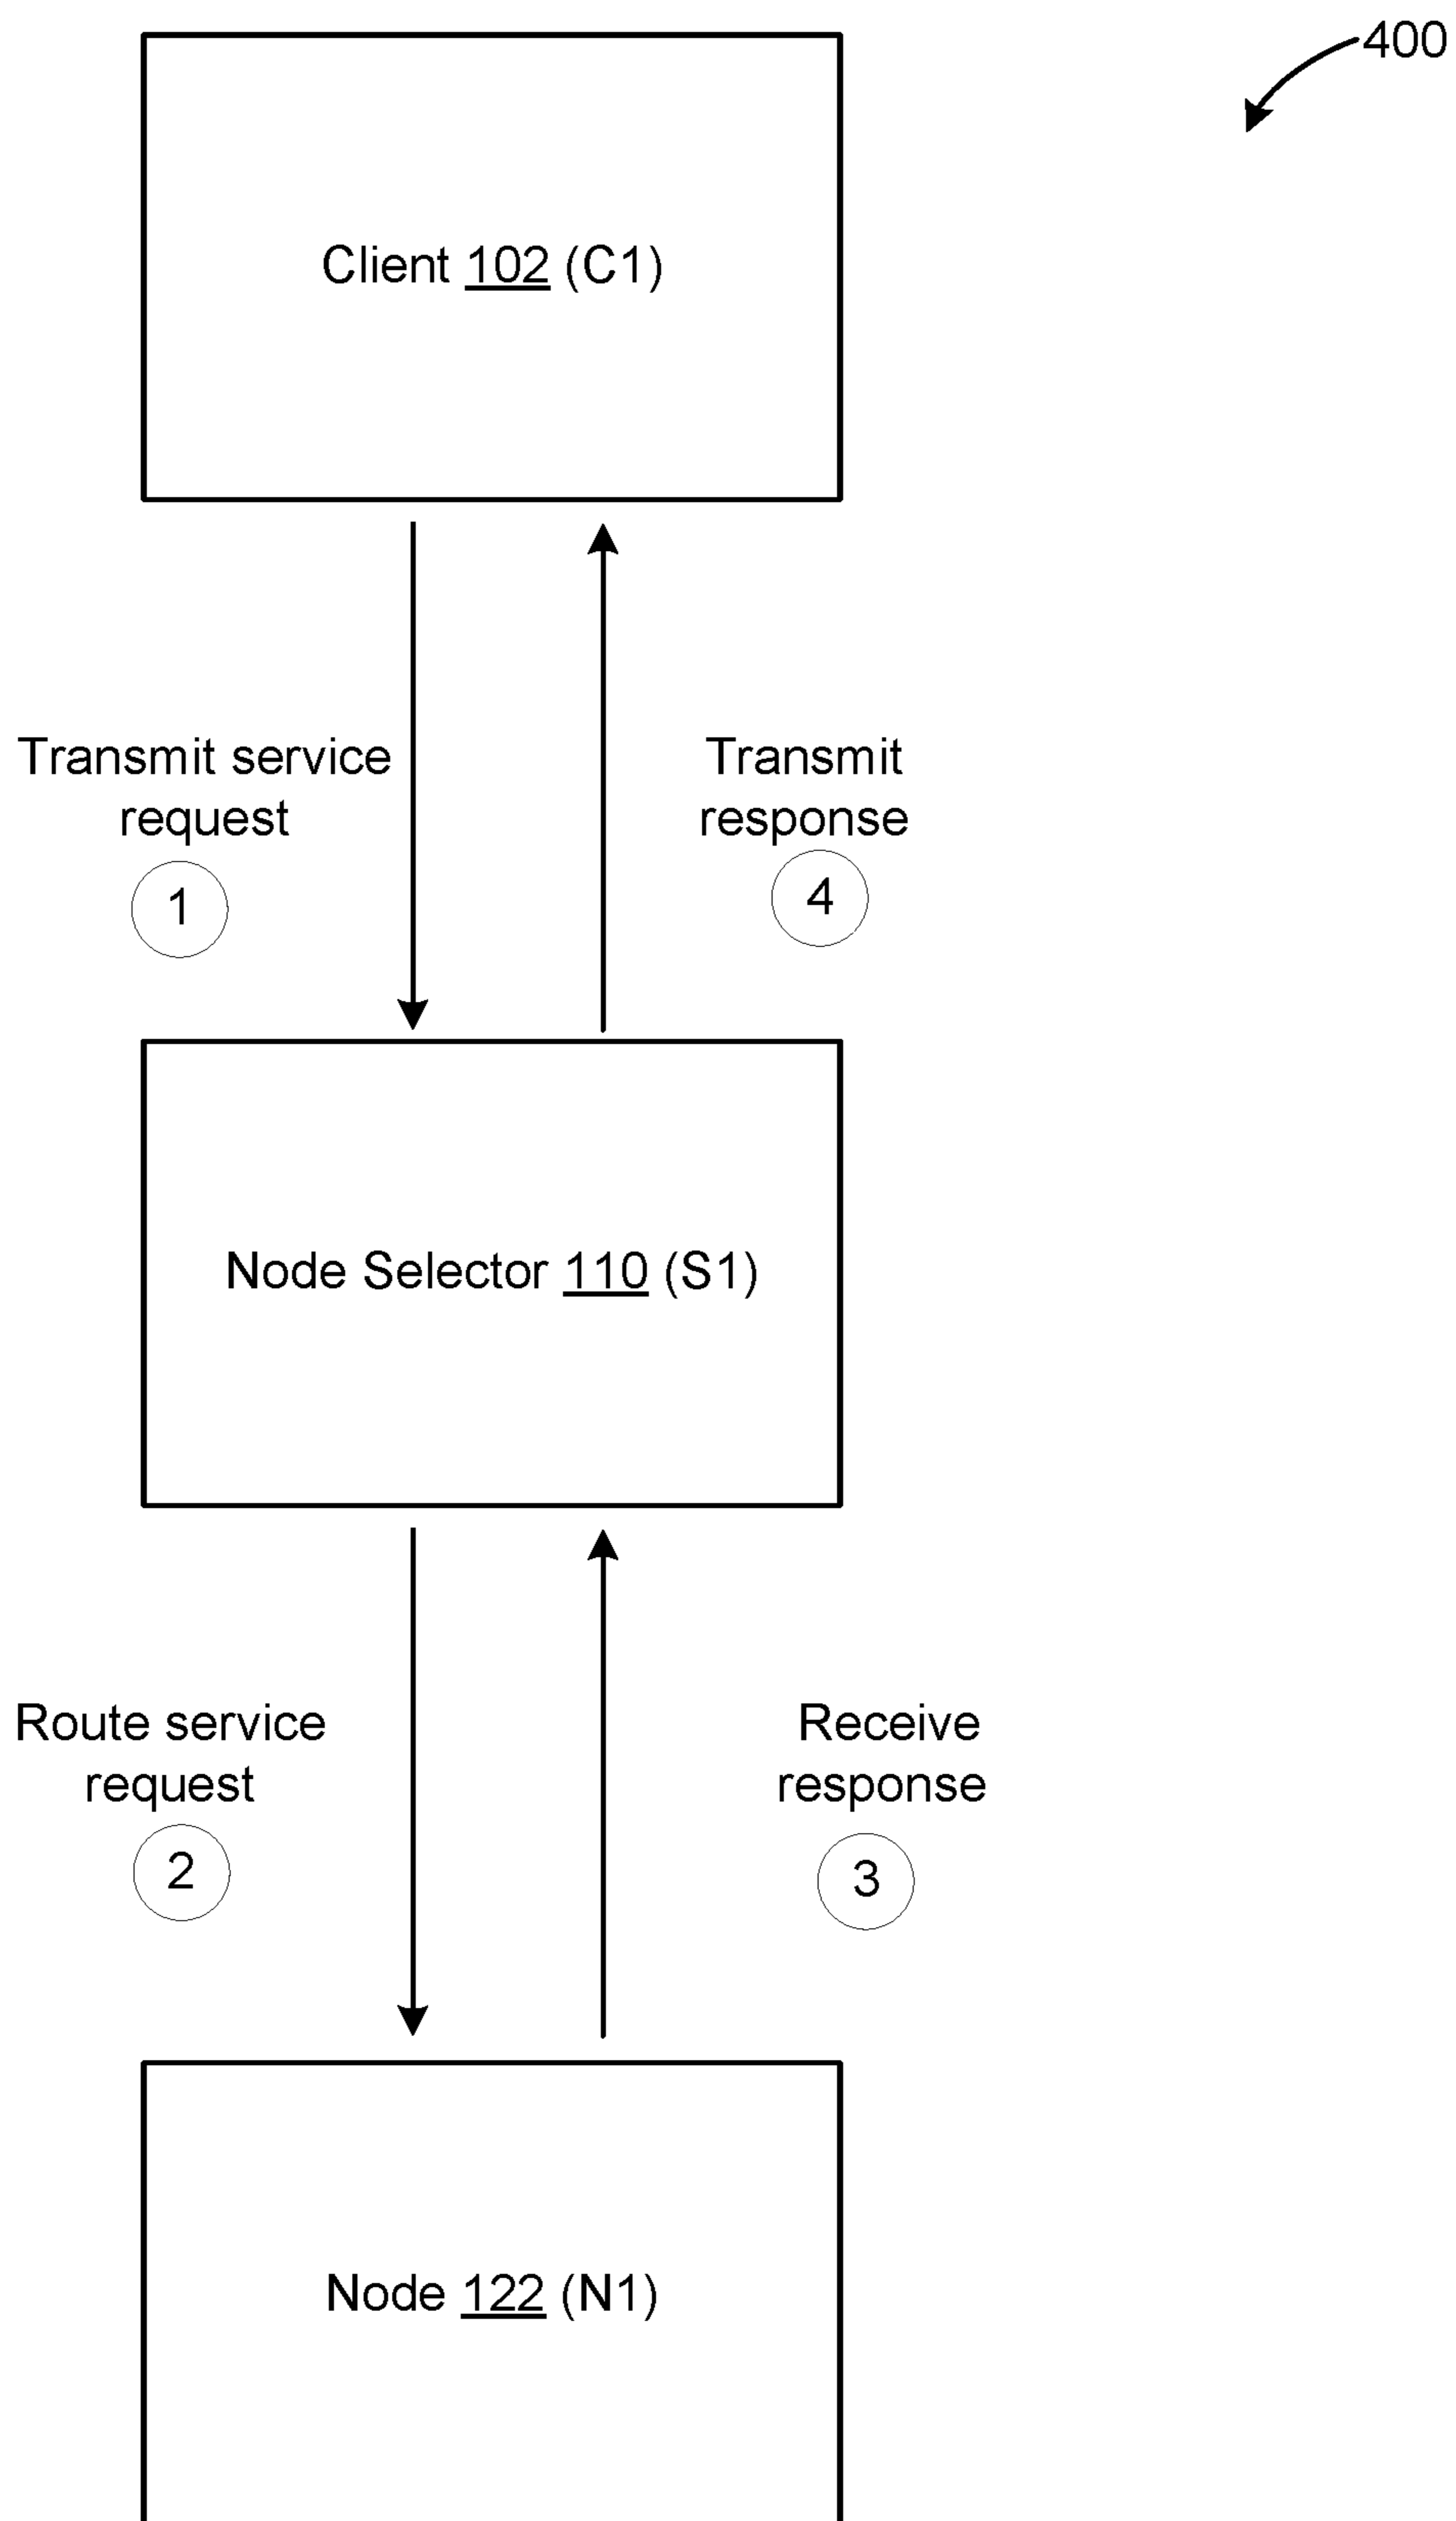 400
Client 102 (C1)
Transmit service
request
1
Transmit
response
4
Node Selector 110 (S1)
Route service
request
2
Receive
response
3
Node 122 (N1)